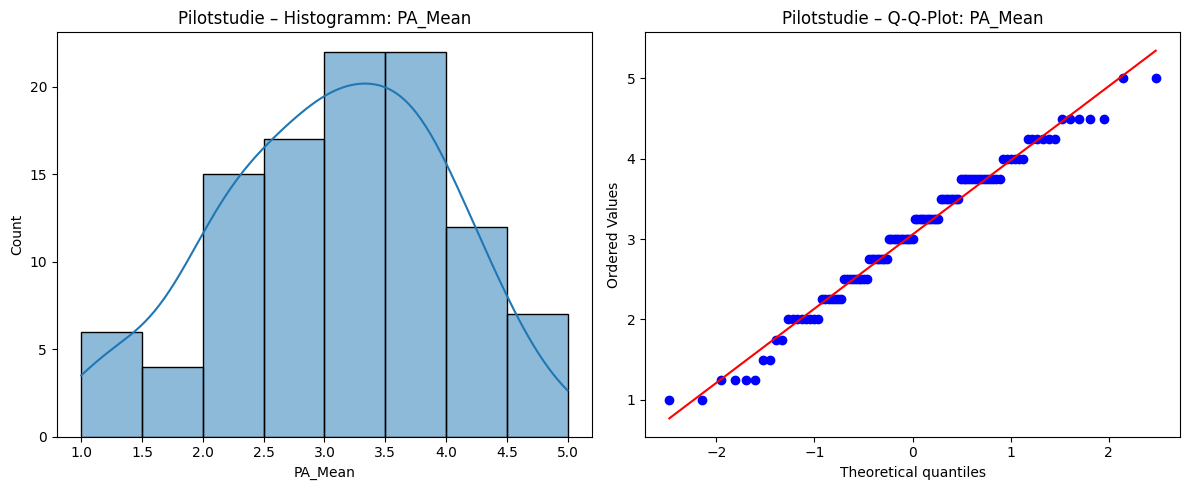 Pilotstudie – Histogramm: PA_Mean
20
15
10
5
0
Count
1.0 1.5 2.0 2.5 3.0 3.5 4.0 4.5 5.0
PA_Mean
Pilotstudie – Q-Q-Plot: PA_Mean
5
4
3
2
1
Ordered Values
−2 −1 0 1 2
Theoretical quantiles